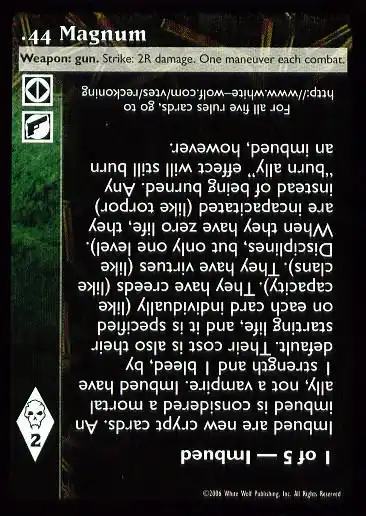 .44 Magnum
Weapon: gun. Strike: 2R damage. One maneuver each combat.
1 of 5 — Imbued
Imbued are new crypt cards. An
imbued is considered a mortal
ally, not a vampire. Imbued have
1 strength and 1 bleed, by
default. Their cost is also their
starting life, and it is specified
on each card individually (like
capacity). They have creeds (like
clans). They have virtues (like
Disciplines, but only one level).
When they have zero life, they
are incapacitated (like torpor)
instead of being burned. Any
"burn ally" effect will still burn
an imbued, however.
For all five rules cards, go to
http://www.white-wolf.com/vtes/reckoning
2
©2006 White Wolf Publishing, Inc. All Rights Reserved